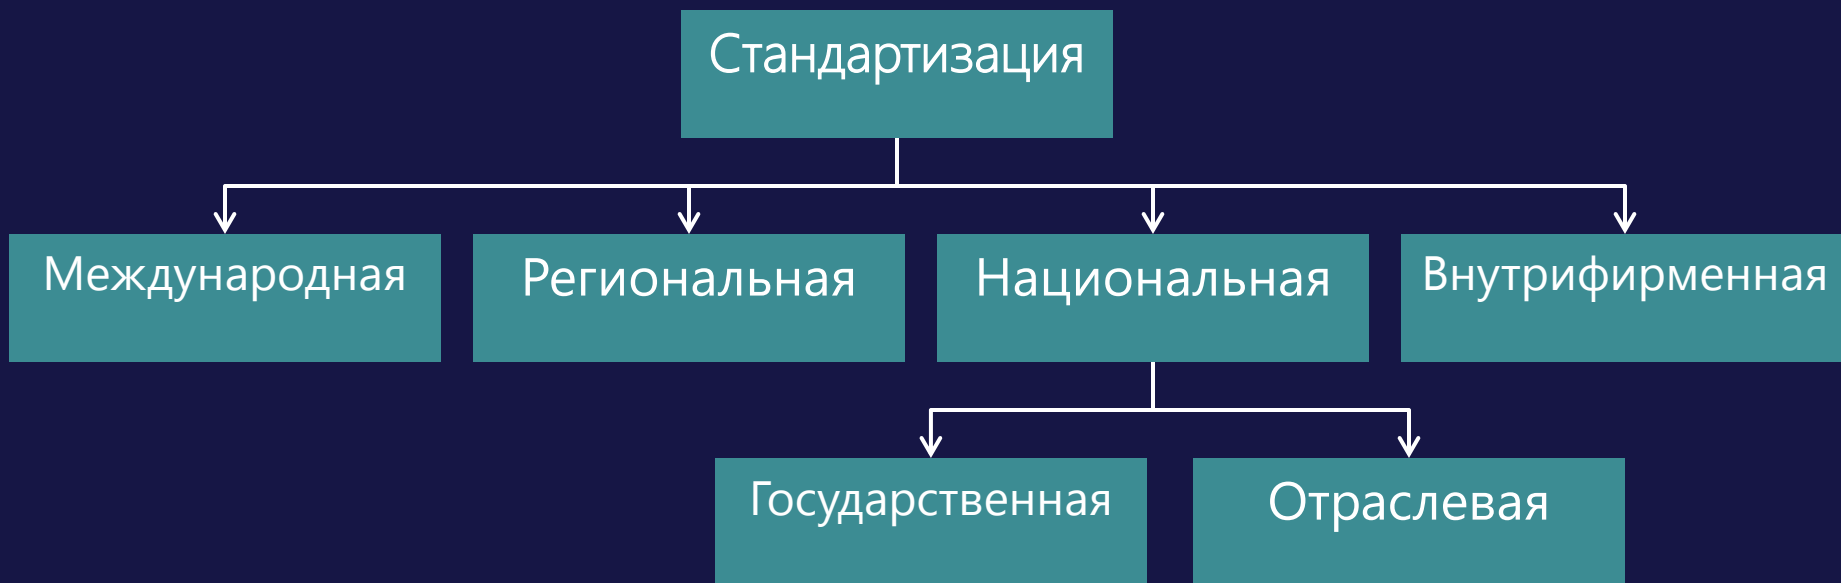 Стандартизация
Международная
Региональная
Национальная
Внутрифирменная
Государственная
Отраслевая